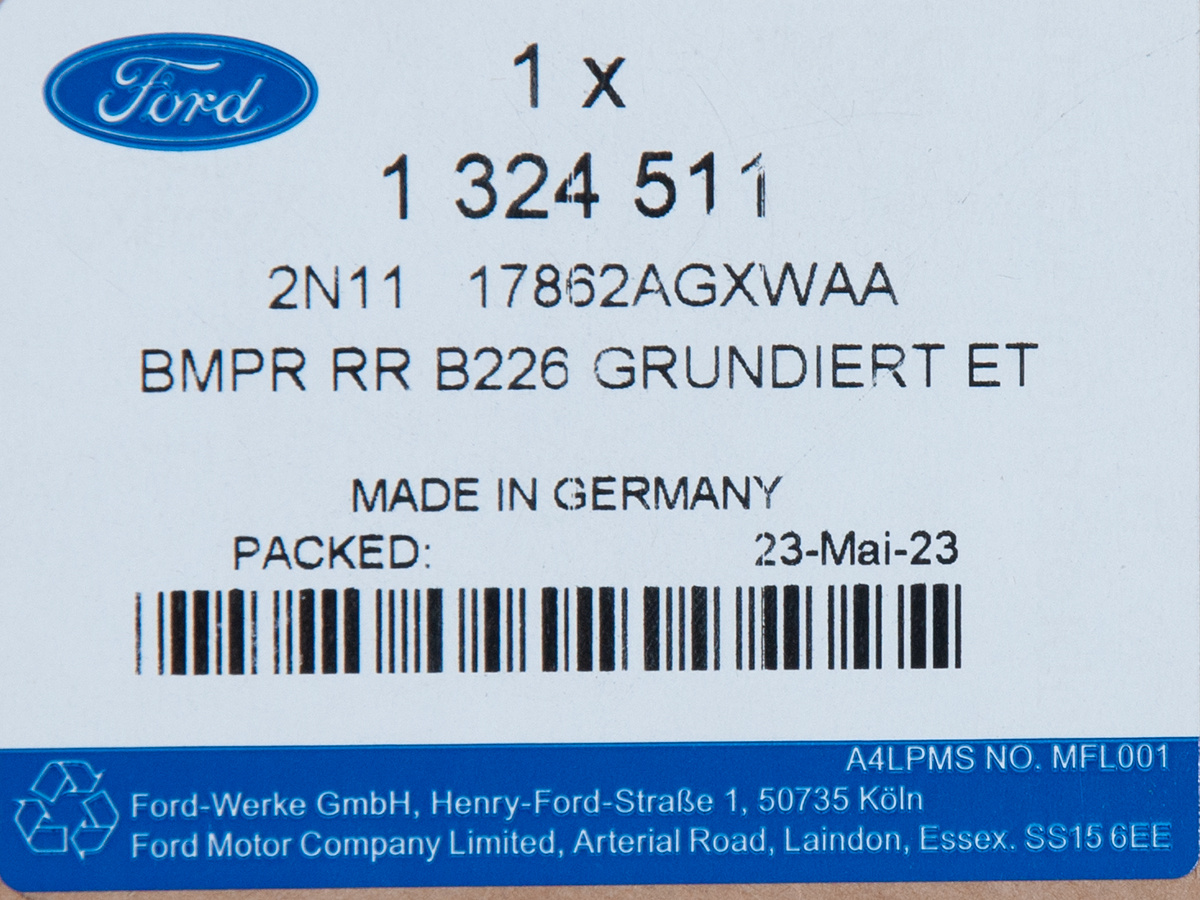 Ford
1 x
1 324 511
2N11 17862AGXWAA
BMPR RR B226 GRUNDIERT ET
MADE IN GERMANY
PACKED: 23-Mai-23
A4LPMS NO. MFL001
Ford-Werke GmbH, Henry-Ford-Straße 1, 50735 Köln
Ford Motor Company Limited, Arterial Road, Laindon, Essex. SS15 6EE